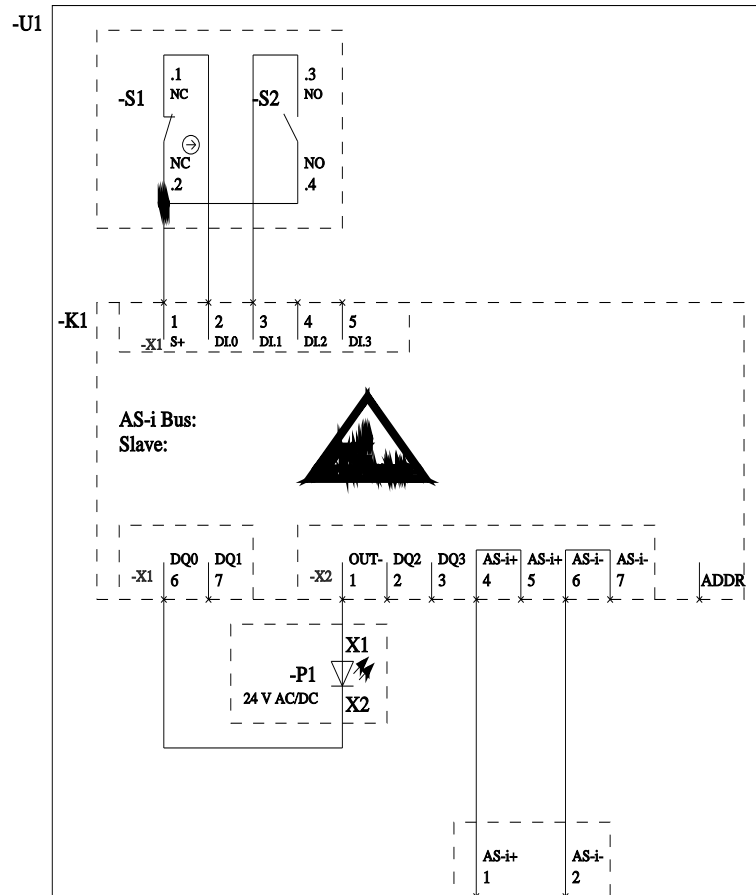 -U1
.1
NC
-S1
NC
.2
.3
NO
-S2
NO
.4
-K1
1 2 3 4 5
-X1 S+ DI.0 DI.1 DI.2 DI.3
AS-i Bus:
Slave:
DQ0 DQ1
-X1 6 7
OUT- DQ2 DQ3 AS-i+ AS-i+ AS-i- AS-i-
-X2 1 2 3 4 5 6 7
ADDR
X1
-P1
24 V AC/DC
X2
AS-i+ AS-i-
1 2